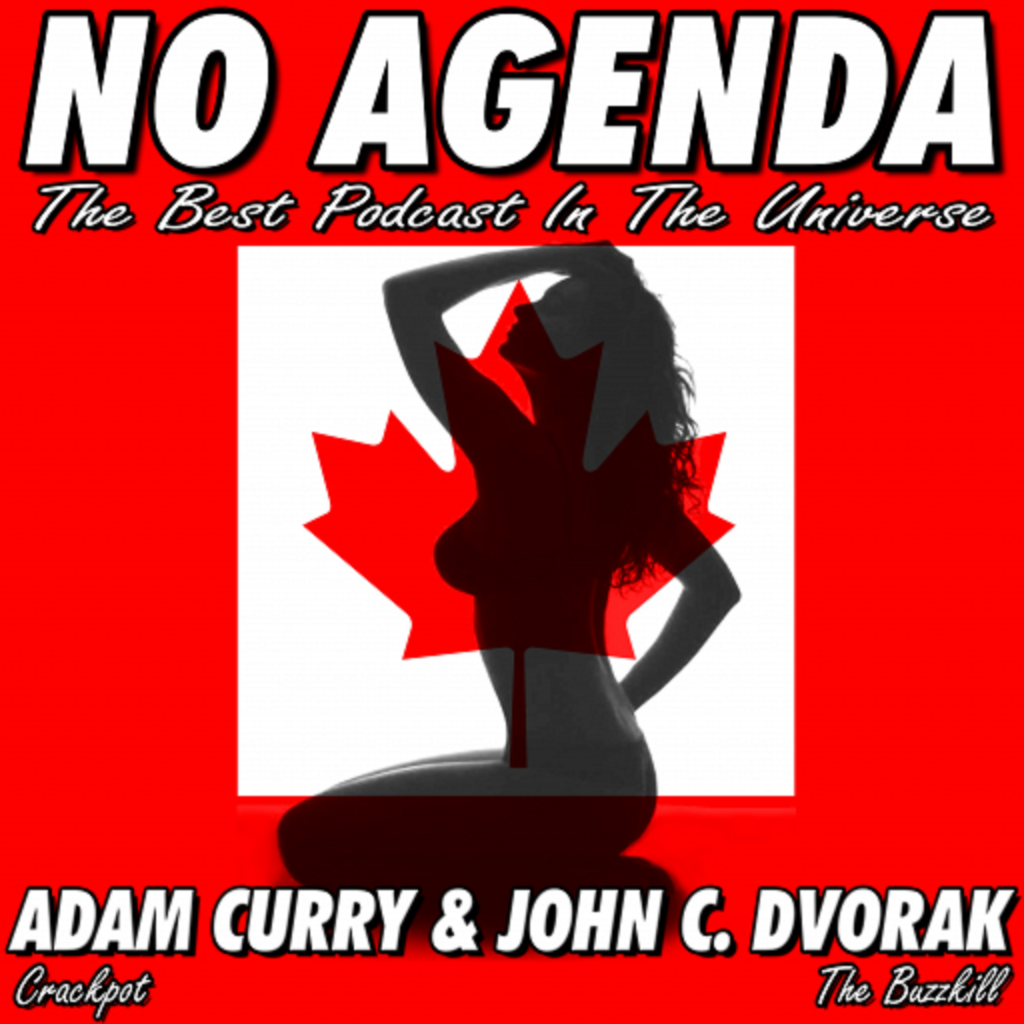 NO AGENDA
The Best Podcast In The Universe
ADAM CURRY & JOHN C. DVORAK
Crackpot The Buzzkill